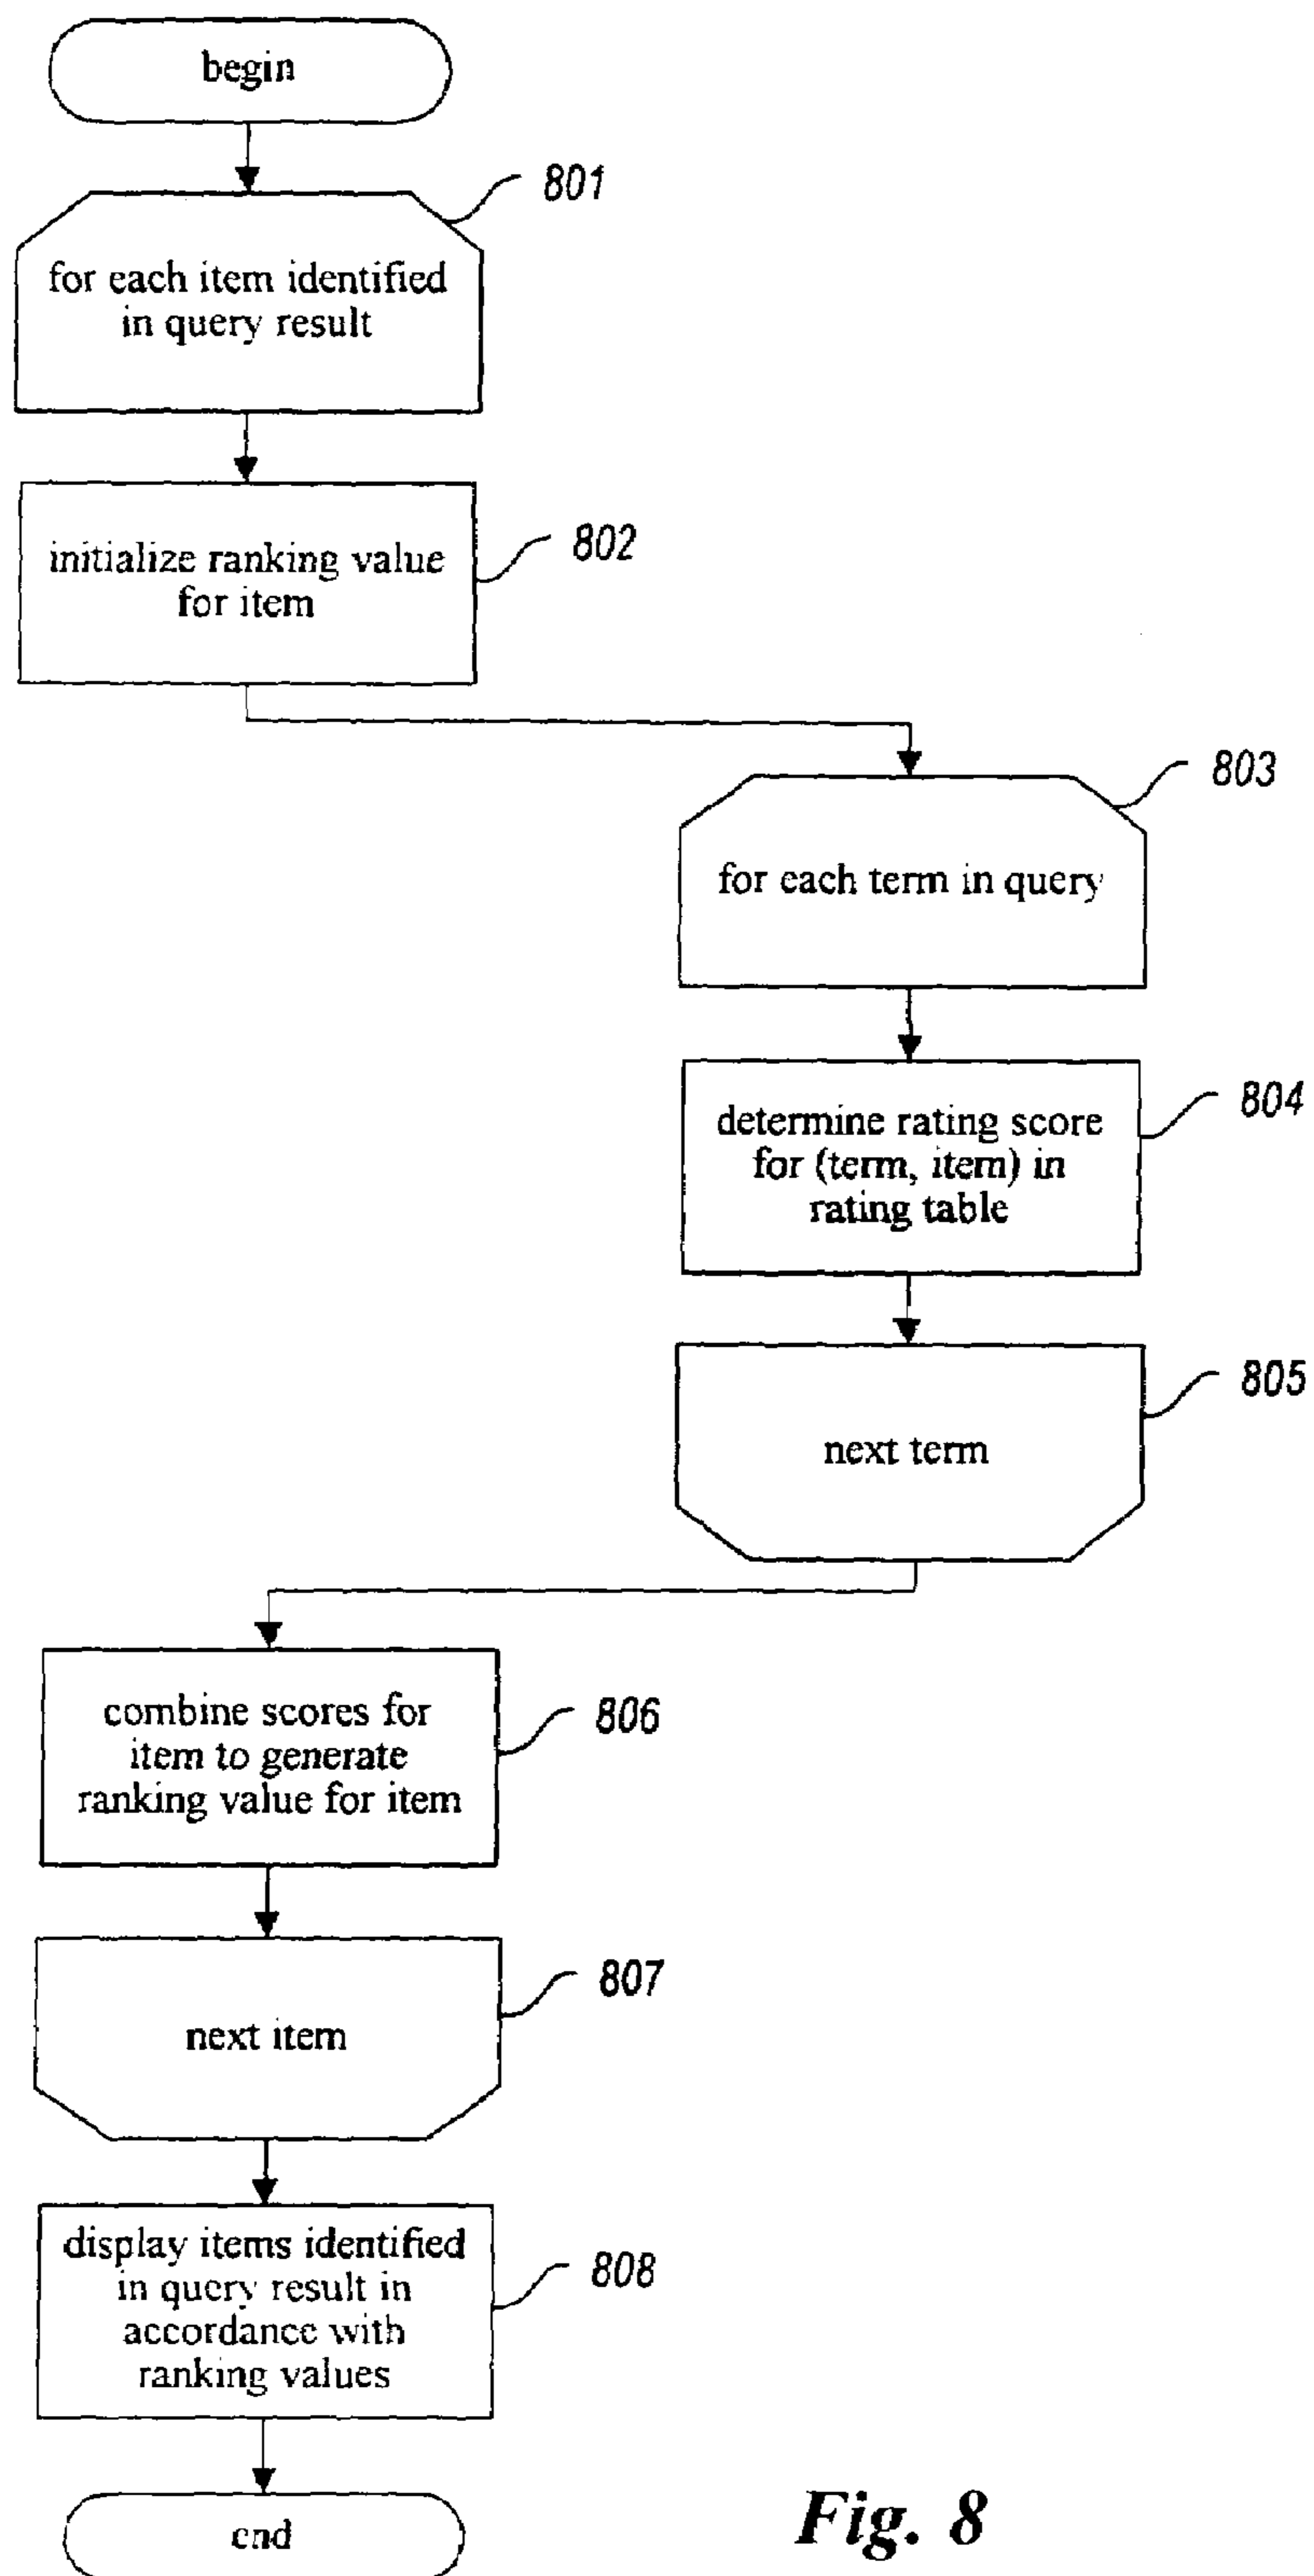 begin
801
for each item identified
in query result
802
initialize ranking value
for item
803
for each term in query
804
determine rating score
for (term, item) in
rating table
805
next term
806
combine scores for
item to generate
ranking value for item
807
next item
808
display items identified
in query result in
accordance with
ranking values
end
Fig. 8